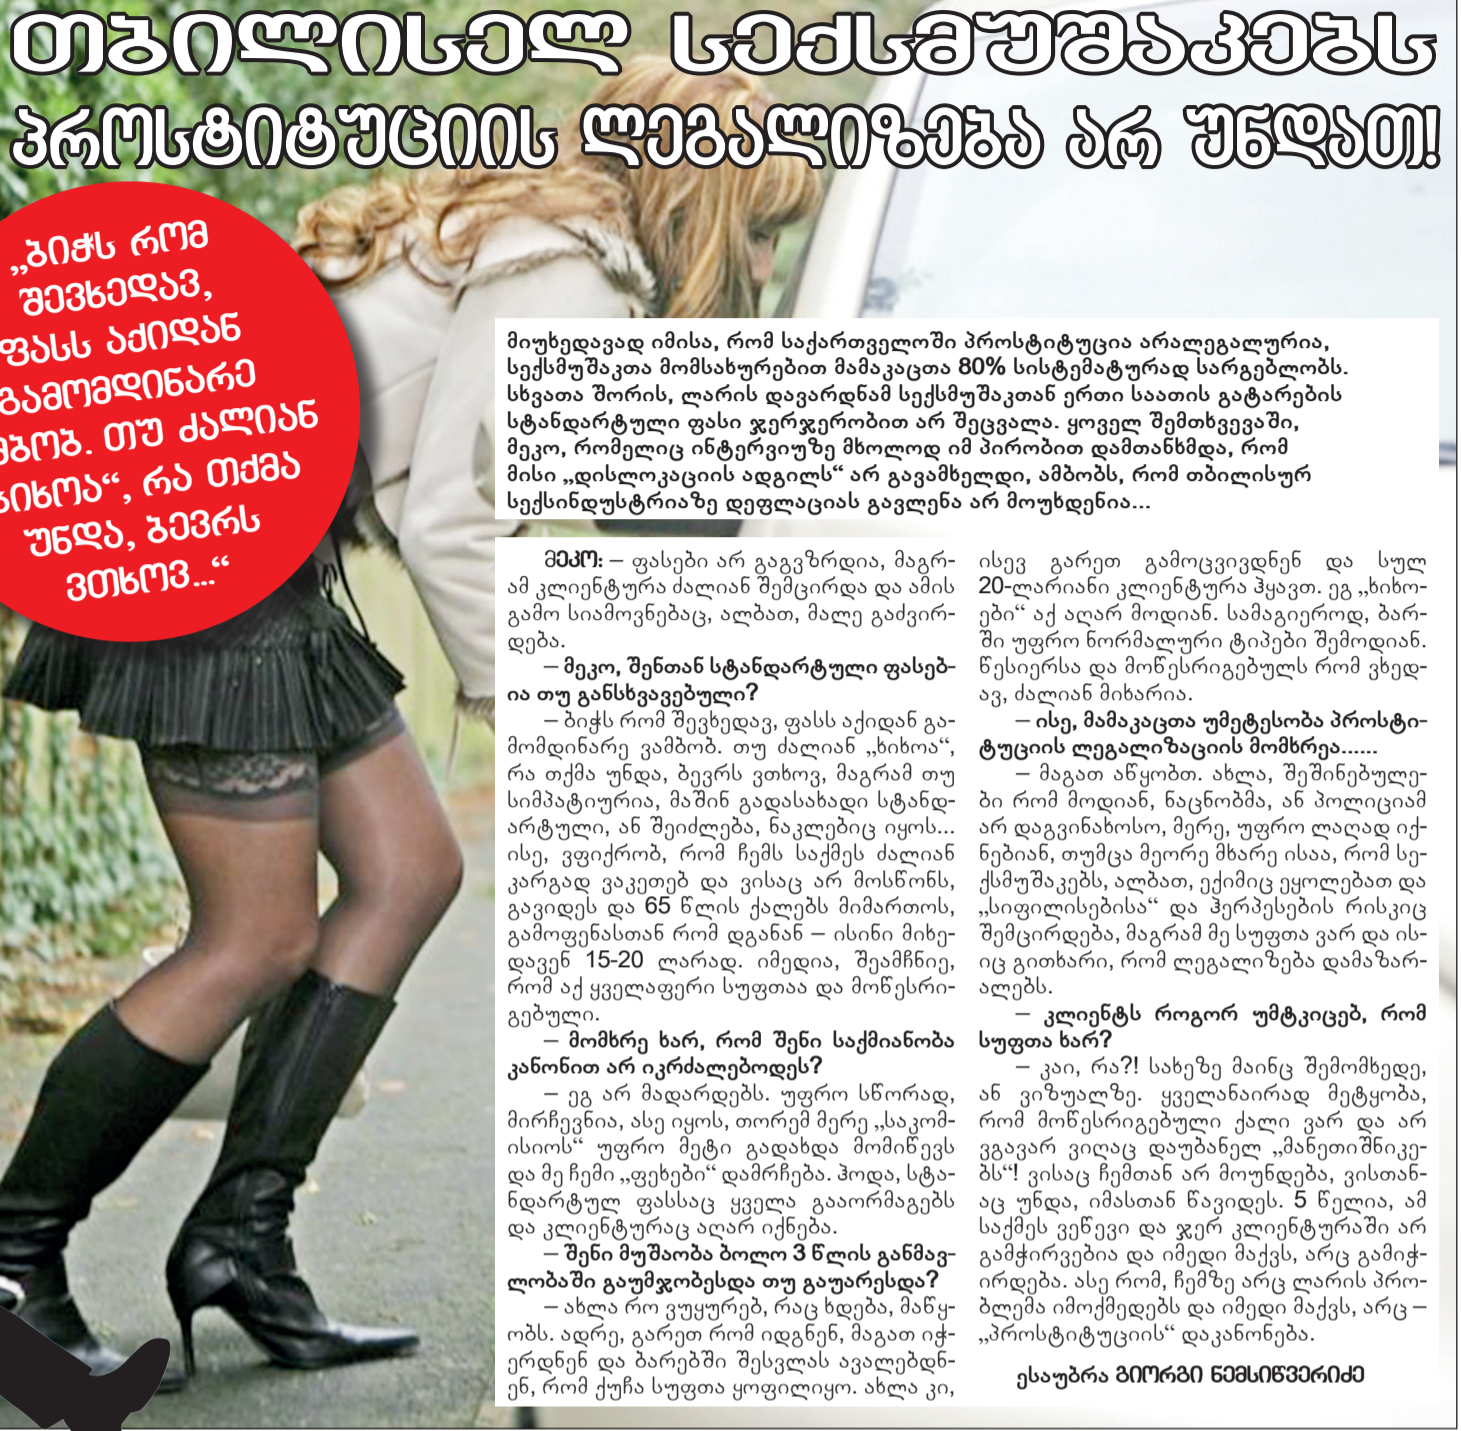 თბილისელ სექსმუშაკებს
პროსტიტუციის ლეგალიზება არ უნდათ!
„ბიჭს რომ
შევხედავ,
ფასს აქიდან
გამომდინარე
ვამბობ. თუ ძალიან
„ხიხოა“, რა თქმა
უნდა, ბევრს
ვთხოვ...“
მიუხედავად იმისა, რომ საქართველოში პროსტიტუცია არალეგალურია,
სექსმუშაკთა მომსახურებით მამაკაცთა 80% სისტემატურად სარგებლობს.
სხვათა შორის, ლარის დავარდნამ სექსმუშაკთან ერთი საათის გატარების
სტანდარტული ფასი ჯერჯერობით არ შეცვალა. ყოველ შემთხვევაში,
მეკო, რომელიც ინტერვიუზე მხოლოდ იმ პირობით დამთანხმდა, რომ
მისი „დისლოკაციის ადგილს“ არ გავამხელდი, ამბობს, რომ თბილისურ
სექსინდუსტრიაზე დეფლაციას გავლენა არ მოუხდენია...
მეკო: – ფასები არ გაგვზრდია, მაგრ-
ამ კლიენტურა ძალიან შემცირდა და ამის
გამო სიამოვნებაც, ალბათ, მალე გაძვირ-
დება.
– მეკო, შენთან სტანდარტული ფასებ-
ია თუ განსხვავებული?
– ბიჭს რომ შევხედავ, ფასს აქიდან გა-
მომდინარე ვამბობ. თუ ძალიან „ხიხოა“,
რა თქმა უნდა, ბევრს ვთხოვ, მაგრამ თუ
სიმპატიურია, მაშინ გადასახადი სტანდ-
არტული, ან შეიძლება, ნაკლებიც იყოს...
ისე, ვფიქრობ, რომ ჩემს საქმეს ძალიან
კარგად ვაკეთებ და ვისაც არ მოსწონს,
გავიდეს და 65 წლის ქალებს მიმართოს,
გამოფენასთან რომ დგანან – ისინი მიხე-
დავენ 15-20 ლარად. იმედია, შეამჩნიე,
რომ აქ ყველაფერი სუფთაა და მოწესრი-
გებული.
– მომხრე ხარ, რომ შენი საქმიანობა
კანონით არ იკრძალებოდეს?
– ეგ არ მადარდებს. უფრო სწორად,
მირჩევნია, ასე იყოს, თორემ მერე „საკომ-
ისიოს“ უფრო მეტი გადახდა მომიწევს
და მე ჩემი „ფეხები“ დამრჩება. ჰოდა, სტა-
ნდარტულ ფასსაც ყველა გააორმაგებს
და კლიენტურაც აღარ იქნება.
– შენი მუშაობა ბოლო 3 წლის განმავ-
ლობაში გაუმჯობესდა თუ გაუარესდა?
– ახლა რო ვუყურებ, რაც ხდება, მაწყ-
ობს. ადრე, გარეთ რომ იდგნენ, მაგათ იჭ-
ერდნენ და ბარებში შესვლას ავალებდნ-
ენ, რომ ქუჩა სუფთა ყოფილიყო. ახლა კი,
ისევ გარეთ გამოცვივდნენ და სულ
20-ლარიანი კლიენტურა ჰყავთ. ეგ „ხიხო-
ები“ აქ აღარ მოდიან. სამაგიეროდ, ბარ-
ში უფრო ნორმალური ტიპები შემოდიან.
წესიერსა და მოწესრიგებულს რომ ვხედ-
ავ, ძალიან მიხარია.
– ისე, მამაკაცთა უმეტესობა პროსტი-
ტუციის ლეგალიზაციის მომხრეა......
– მაგათ აწყობთ. ახლა, შეშინებულე-
ბი რომ მოდიან, ნაცნობმა, ან პოლიციამ
არ დაგვინახოსო, მერე, უფრო ლაღად იქ-
ნებიან, თუმცა მეორე მხარე ისაა, რომ სე-
ქსმუშაკებს, ალბათ, ექიმიც ეყოლებათ და
„სიფილისებისა“ და ჰერპესების რისკიც
შემცირდება, მაგრამ მე სუფთა ვარ და ის-
იც გითხარი, რომ ლეგალიზება დამაზარ-
ალებს.
– კლიენტს როგორ უმტკიცებ, რომ
სუფთა ხარ?
– კაი, რა?! სახეზე მაინც შემომხედე,
ან ვიზუალზე. ყველანაირად მეტყობა,
რომ მოწესრიგებული ქალი ვარ და არ
ვგავარ ვიღაც დაუბანელ „მანეთიშნიკე-
ბს“! ვისაც ჩემთან არ მოუნდება, ვისთან-
აც უნდა, იმასთან წავიდეს. 5 წელია, ამ
საქმეს ვეწევი და ჯერ კლიენტურაში არ
გამჭირვებია და იმედი მაქვს, არც გამიჭ-
ირდება. ასე რომ, ჩემზე არც ლარის პრო-
ბლემა იმოქმედებს და იმედი მაქვს, არც –
„პროსტიტუციის“ დაკანონება.
ესაუბრა გიორგი ნემსიწვერიძე